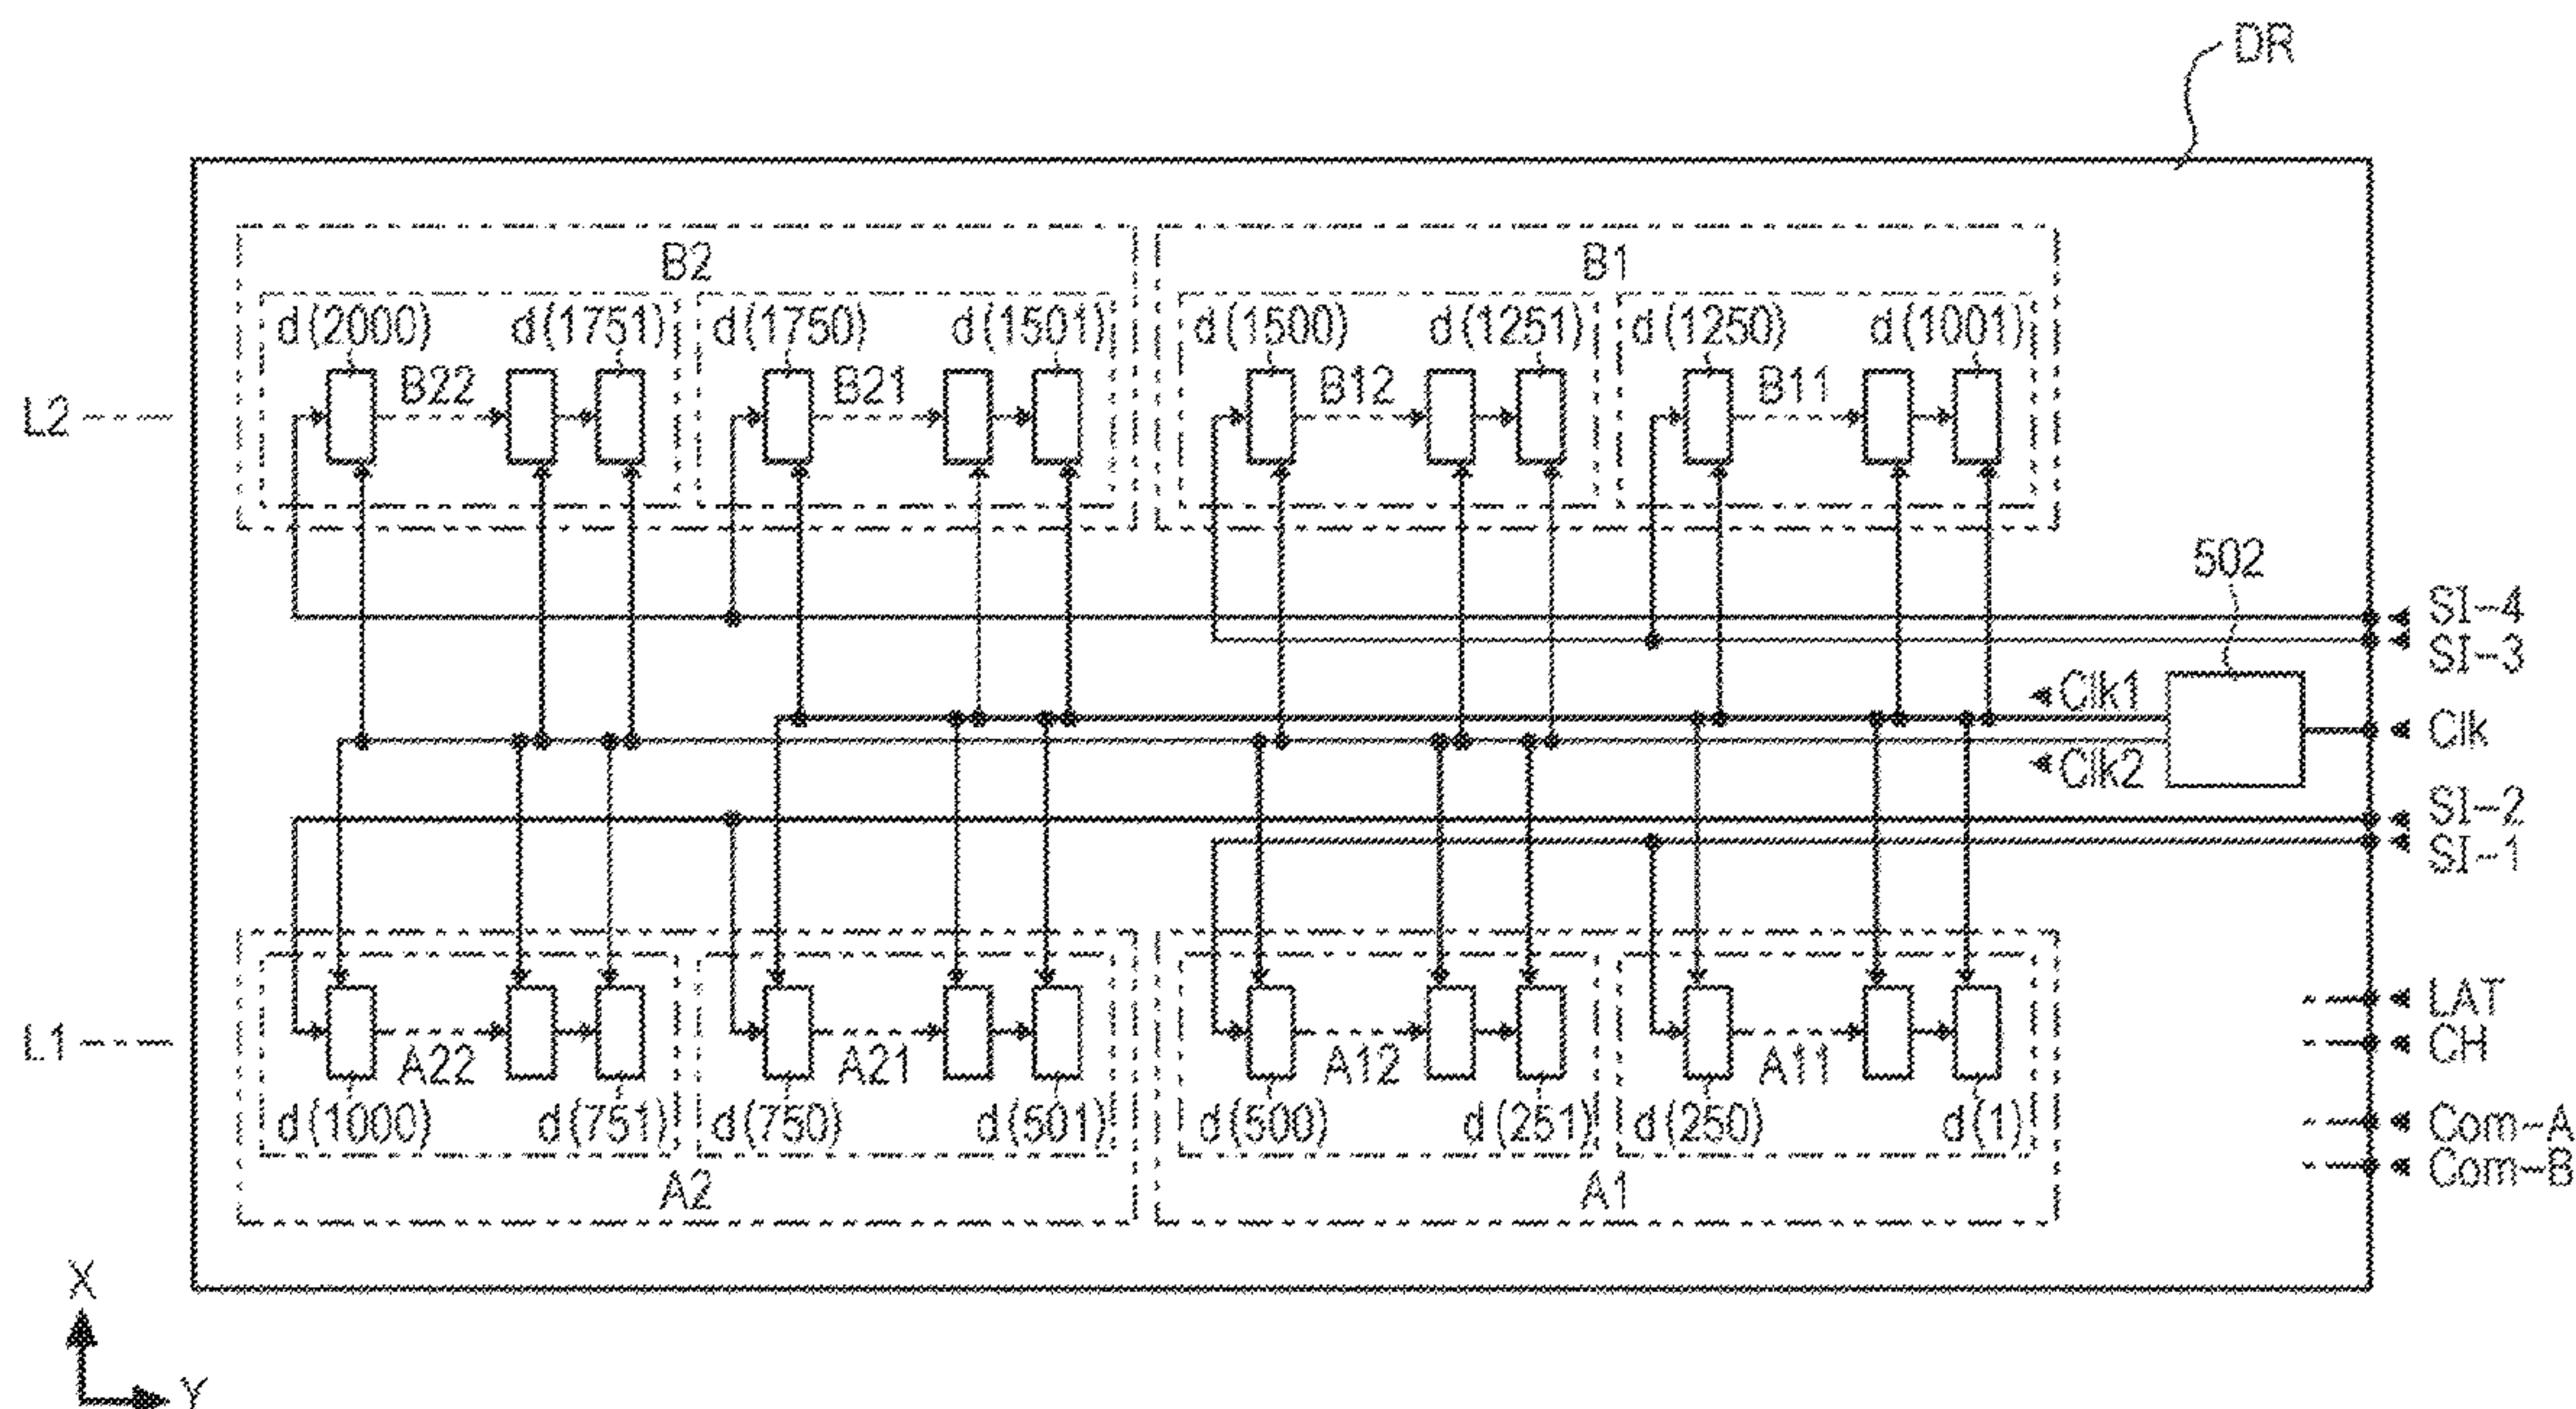 DR
B2
B1
d(2000)
d(1751)
d(1750)
d(1501)
d(1500)
d(1251)
d(1250)
d(1001)
B22
B21
B12
B11
L2
502
SI-4
SI-3
Clk1
Clk
Clk2
SI-2
SI-1
LAT
L1
CH
A22
A21
A12
A11
d(1000)
d(751)
d(750)
d(501)
d(500)
d(251)
d(250)
d(1)
Com-A
Com-B
A2
A1
X
Y